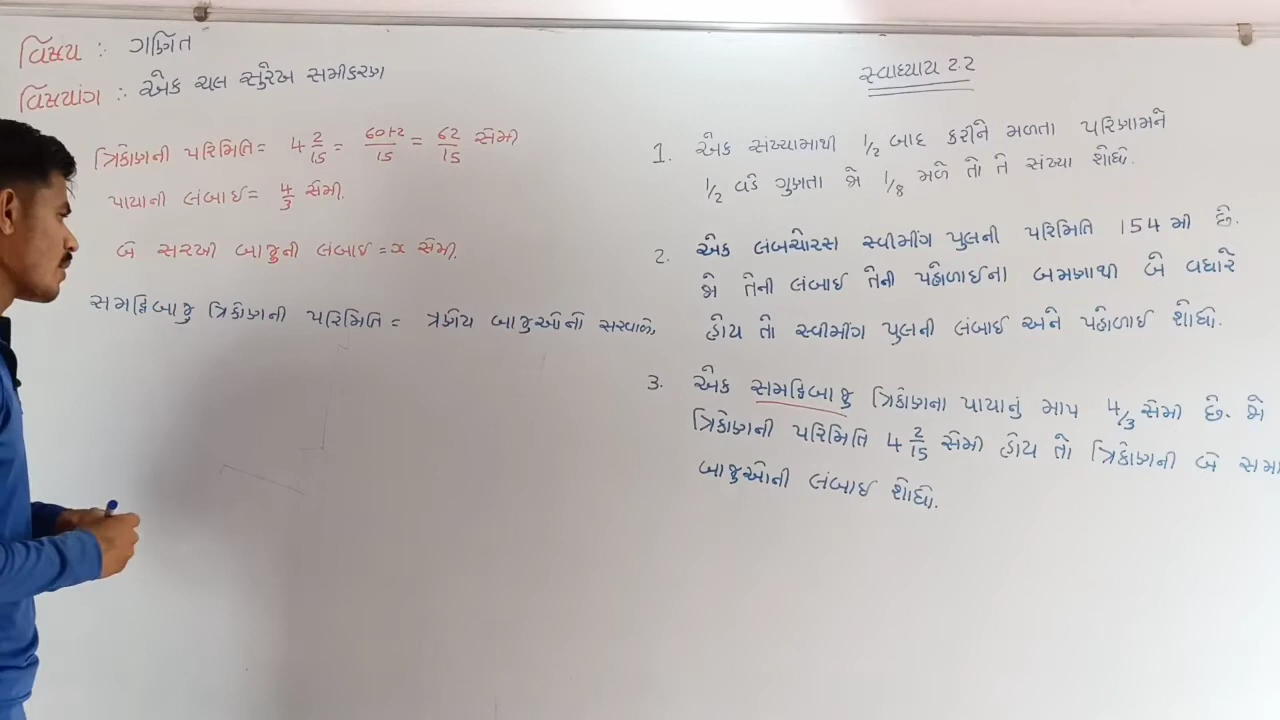 વિષય : ગણિત
વિષયાંગ : એક ચલ સુરેખ સમીકરણ
ત્રિકોણની પરિમિતિ = 4 2/15 = 60+2/15 = 62/15 સેમી
પાયાની લંબાઈ = 4/3 સેમી.
બે સરખી બાજુની લંબાઈ = x સેમી.
સમદ્વિબાજુ ત્રિકોણની પરિમિતિ = ત્રણેય બાજુઓનો સરવાળો
સ્વાધ્યાય 2.2
1. એક સંખ્યામાથી 1/2 બાદ કરીને મળતા પરિણામને
1/2 વડે ગુણતા જો 1/8 મળે તો તે સંખ્યા શોધો.
2. એક લંબચોરસ સ્વીમીંગ પુલની પરિમિતિ 154 મી છે.
જો તેની લંબાઈ તેની પહોળાઈના બમણાથી બે વધારે
હોય તો સ્વીમીંગ પુલની લંબાઈ અને પહોળાઈ શોધો.
3. એક સમદ્વિબાજુ ત્રિકોણના પાયાનું માપ 4/3 સેમી છે. જો
ત્રિકોણની પરિમિતિ 4 2/15 સેમી હોય તો ત્રિકોણની બે સમા
બાજુઓની લંબાઈ શોધો.